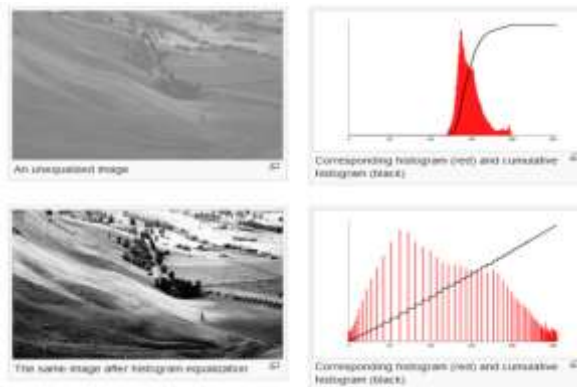 An unequalized image
Corresponding histogram (red) and cumulative
histogram (black)
The same image after histogram equalization
Corresponding histogram (red) and cumulative
histogram (black)